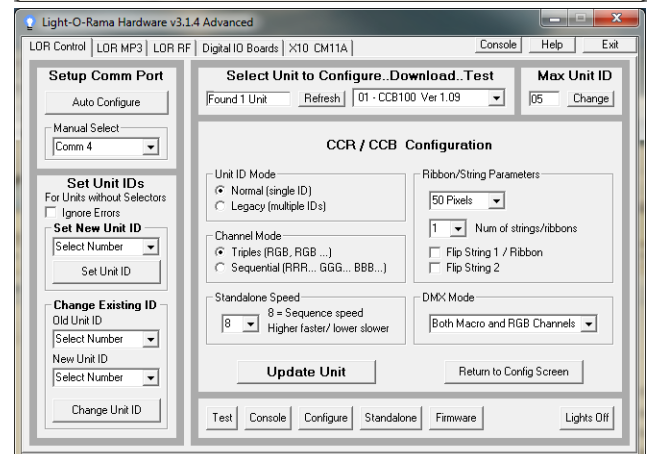 Light-O-Rama Hardware v3.1.4 Advanced
LOR Control LOR MP3 LOR RF Digital IO Boards X10 CM11A Console Help Exit
Setup Comm Port
Auto Configure
Manual Select
Comm 4
Select Unit to Configure..Download..Test
Found 1 Unit Refresh 01 - CCB100 Ver 1.09
Max Unit ID
05 Change
Set Unit IDs
For Units without Selectors
Ignore Errors
Set New Unit ID
Select Number
Set Unit ID
Change Existing ID
Old Unit ID
Select Number
New Unit ID
Select Number
Change Unit ID
CCR / CCB Configuration
Unit ID Mode
Normal (single ID)
Legacy (multiple IDs)
Channel Mode
Triples (RGB, RGB ...)
Sequential (RRR... GGG... BBB...)
Standalone Speed
8 8 = Sequence speed
Higher faster/ lower slower
Ribbon/String Parameters
50 Pixels
1 Num of strings/ribbons
Flip String 1 / Ribbon
Flip String 2
DMX Mode
Both Macro and RGB Channels
Update Unit Return to Config Screen
Test Console Configure Standalone Firmware Lights Off